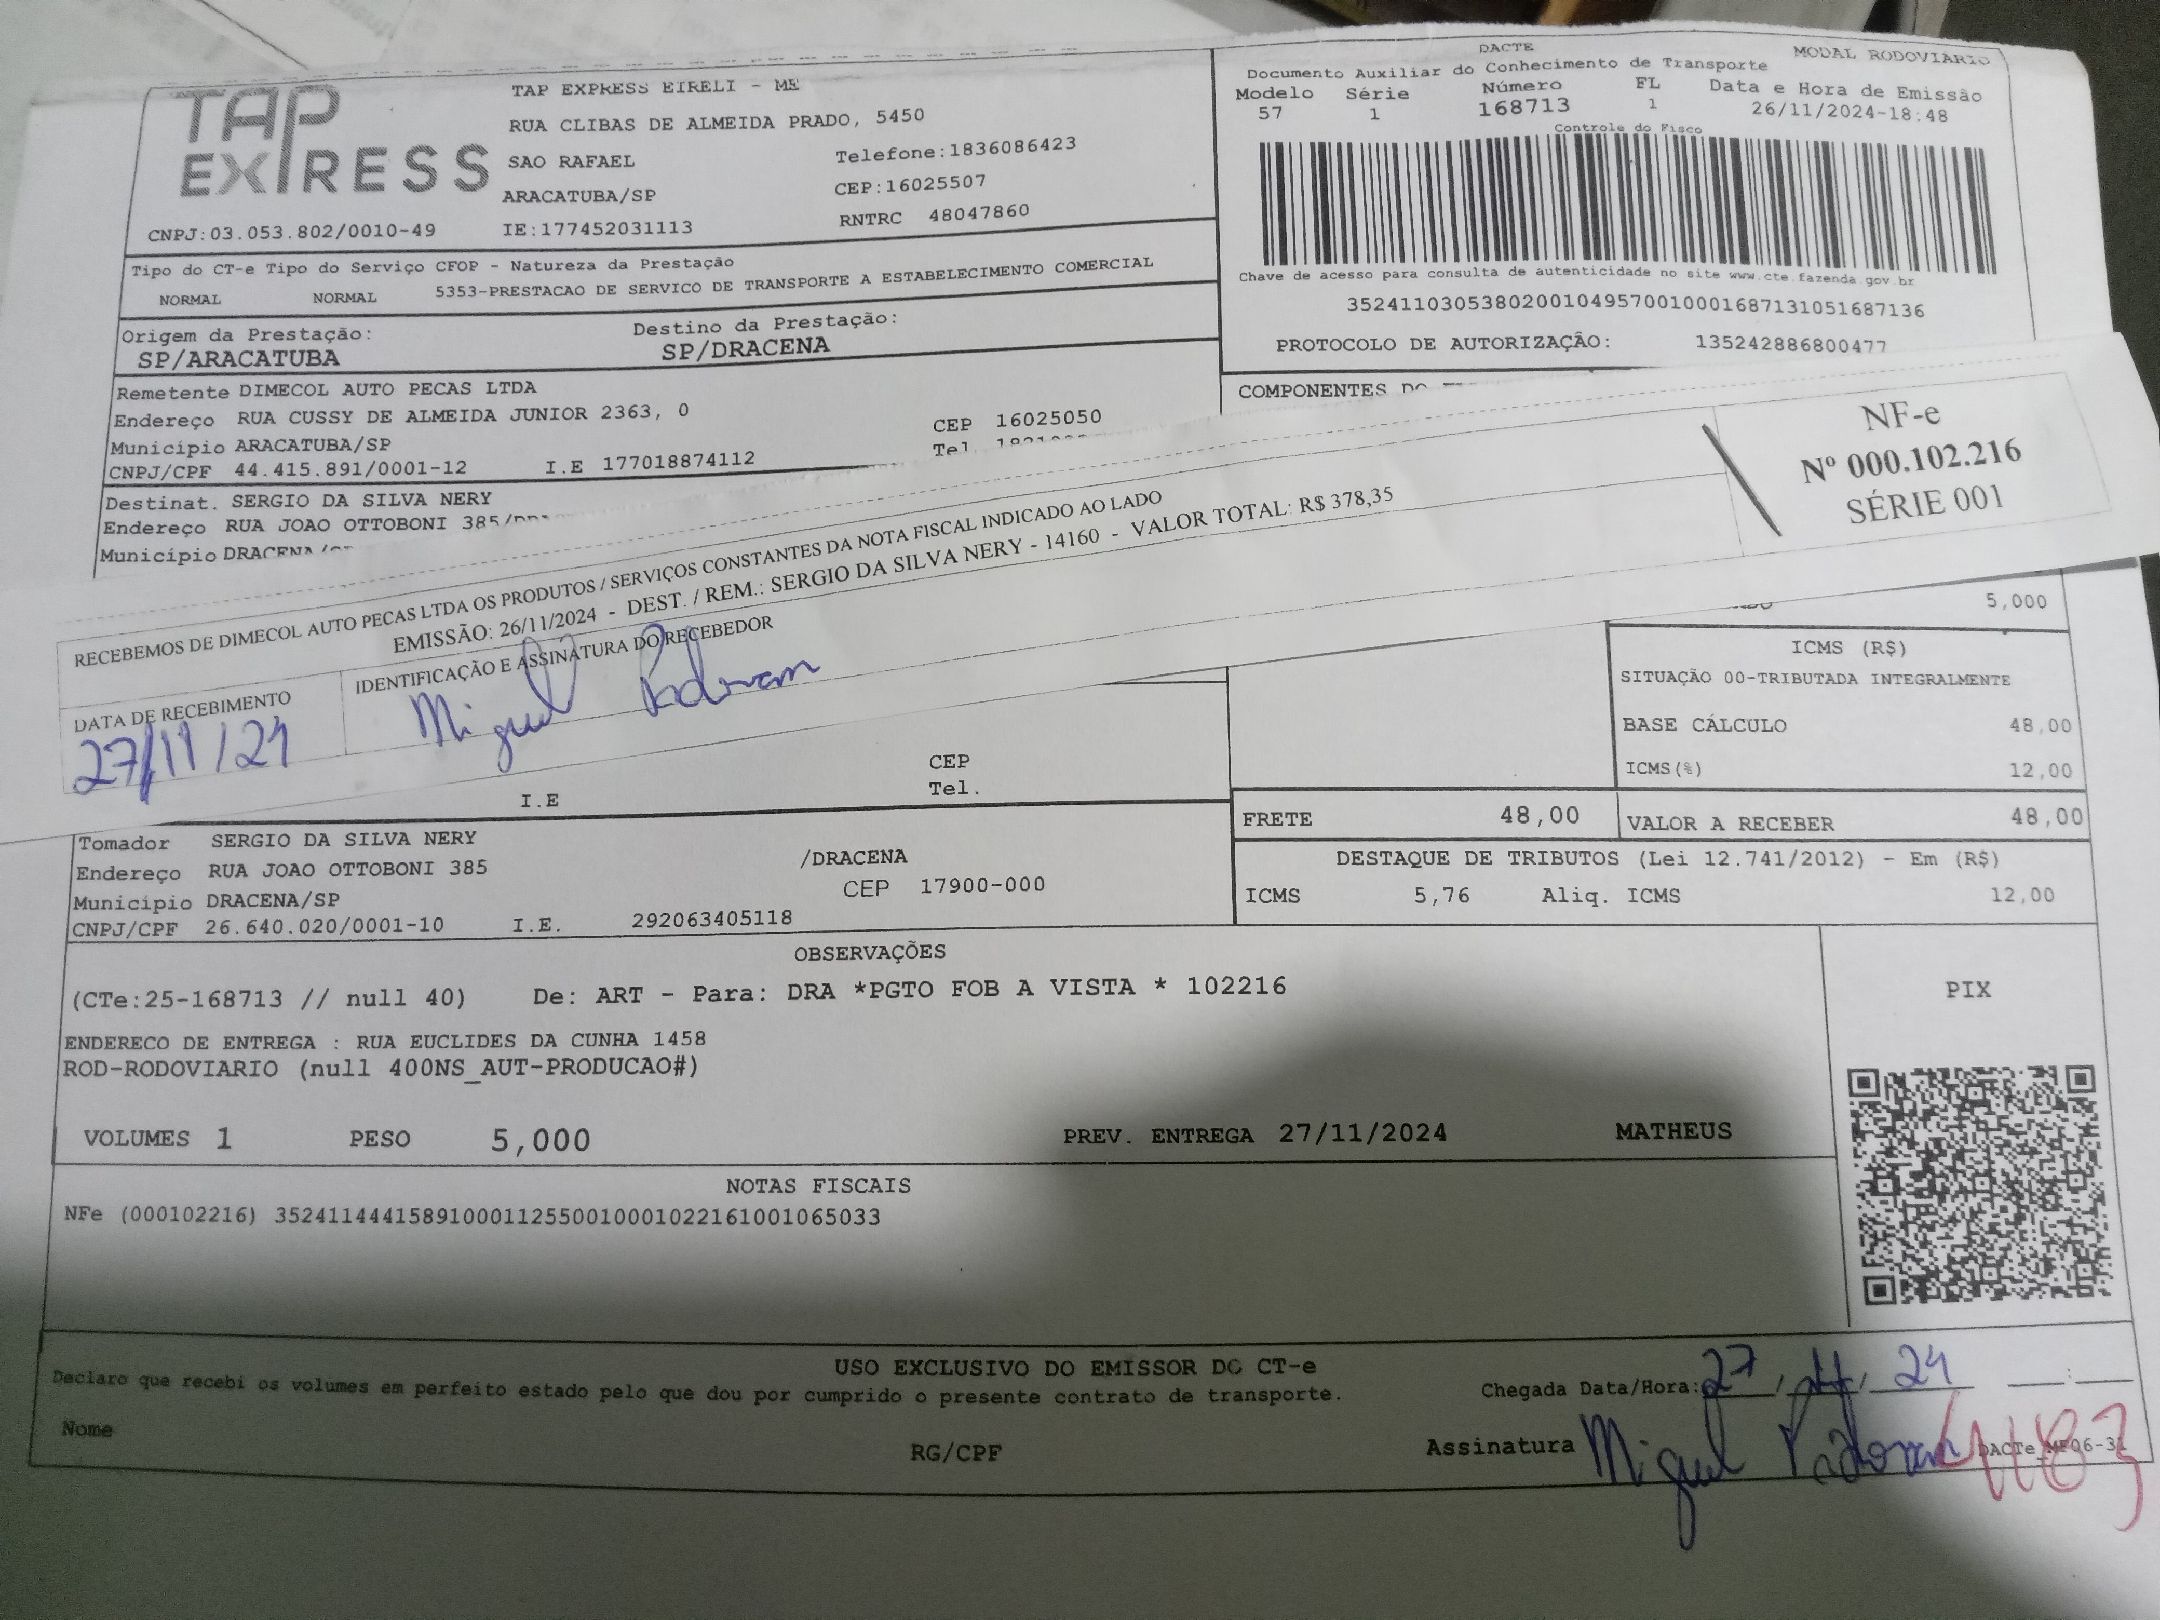 TAP EXPRESS
TAP EXPRESS EIRELI - ME
RUA CLIBAS DE ALMEIDA PRADO, 5450
SAO RAFAEL Telefone:1836086423
ARACATUBA/SP CEP:16025507
CNPJ:03.053.802/0010-49 IE:177452031113 RNTRC 48047860
DACTE MODAL RODOVIARIO
Documento Auxiliar do Conhecimento de Transporte
Modelo Série Número FL Data e Hora de Emissão
57 1 168713 1 26/11/2024-18:48
Controle do Fisco
Chave de acesso para consulta de autenticidade no site www.cte.fazenda.gov.br
35241103053802001049570010001687131051687136
PROTOCOLO DE AUTORIZAÇÃO: 135242886800477
Tipo do CT-e Tipo do Serviço CFOP - Natureza da Prestação
NORMAL NORMAL 5353-PRESTACAO DE SERVICO DE TRANSPORTE A ESTABELECIMENTO COMERCIAL
Origem da Prestação: Destino da Prestação:
SP/ARACATUBA SP/DRACENA
COMPONENTES
Remetente DIMECOL AUTO PECAS LTDA
Endereço RUA CUSSY DE ALMEIDA JUNIOR 2363, 0 CEP 16025050
Município ARACATUBA/SP Tel.
CNPJ/CPF 44.415.891/0001-12 I.E 177018874112
Destinat. SERGIO DA SILVA NERY
Endereço RUA JOAO OTTOBONI 385
Município DRACENA
RECEBEMOS DE DIMECOL AUTO PECAS LTDA OS PRODUTOS / SERVIÇOS CONSTANTES DA NOTA FISCAL INDICADO AO LADO
EMISSÃO: 26/11/2024 - DEST. / REM.: SERGIO DA SILVA NERY - 14160 - VALOR TOTAL: R$ 378,35
NF-e
Nº 000.102.216
SÉRIE 001
DATA DE RECEBIMENTO IDENTIFICAÇÃO E ASSINATURA DO RECEBEDOR
27/11/24 Miguel Padovan
5,000
ICMS (R$)
SITUAÇÃO 00-TRIBUTADA INTEGRALMENTE
BASE CÁLCULO 48,00
ICMS(%) 12,00
CEP
I.E Tel.
FRETE 48,00 VALOR A RECEBER 48,00
DESTAQUE DE TRIBUTOS (Lei 12.741/2012) - Em (R$)
ICMS 5,76 Aliq. ICMS 12,00
Tomador SERGIO DA SILVA NERY
Endereço RUA JOAO OTTOBONI 385 /DRACENA
Município DRACENA/SP CEP 17900-000
CNPJ/CPF 26.640.020/0001-10 I.E. 292063405118
OBSERVAÇÕES
(CTe:25-168713 // null 40) De: ART - Para: DRA *PGTO FOB A VISTA * 102216
ENDERECO DE ENTREGA : RUA EUCLIDES DA CUNHA 1458
ROD-RODOVIARIO (null 400NS_AUT-PRODUCAO#)
PIX
VOLUMES 1 PESO 5,000 PREV. ENTREGA 27/11/2024 MATHEUS
NOTAS FISCAIS
NFe (000102216) 35241144415891000112550010001022161001065033
USO EXCLUSIVO DO EMISSOR DO CT-e
Declaro que recebi os volumes em perfeito estado pelo que dou por cumprido o presente contrato de transporte.
Chegada Data/Hora: 27/11/24
Nome RG/CPF Assinatura Miguel Padovan